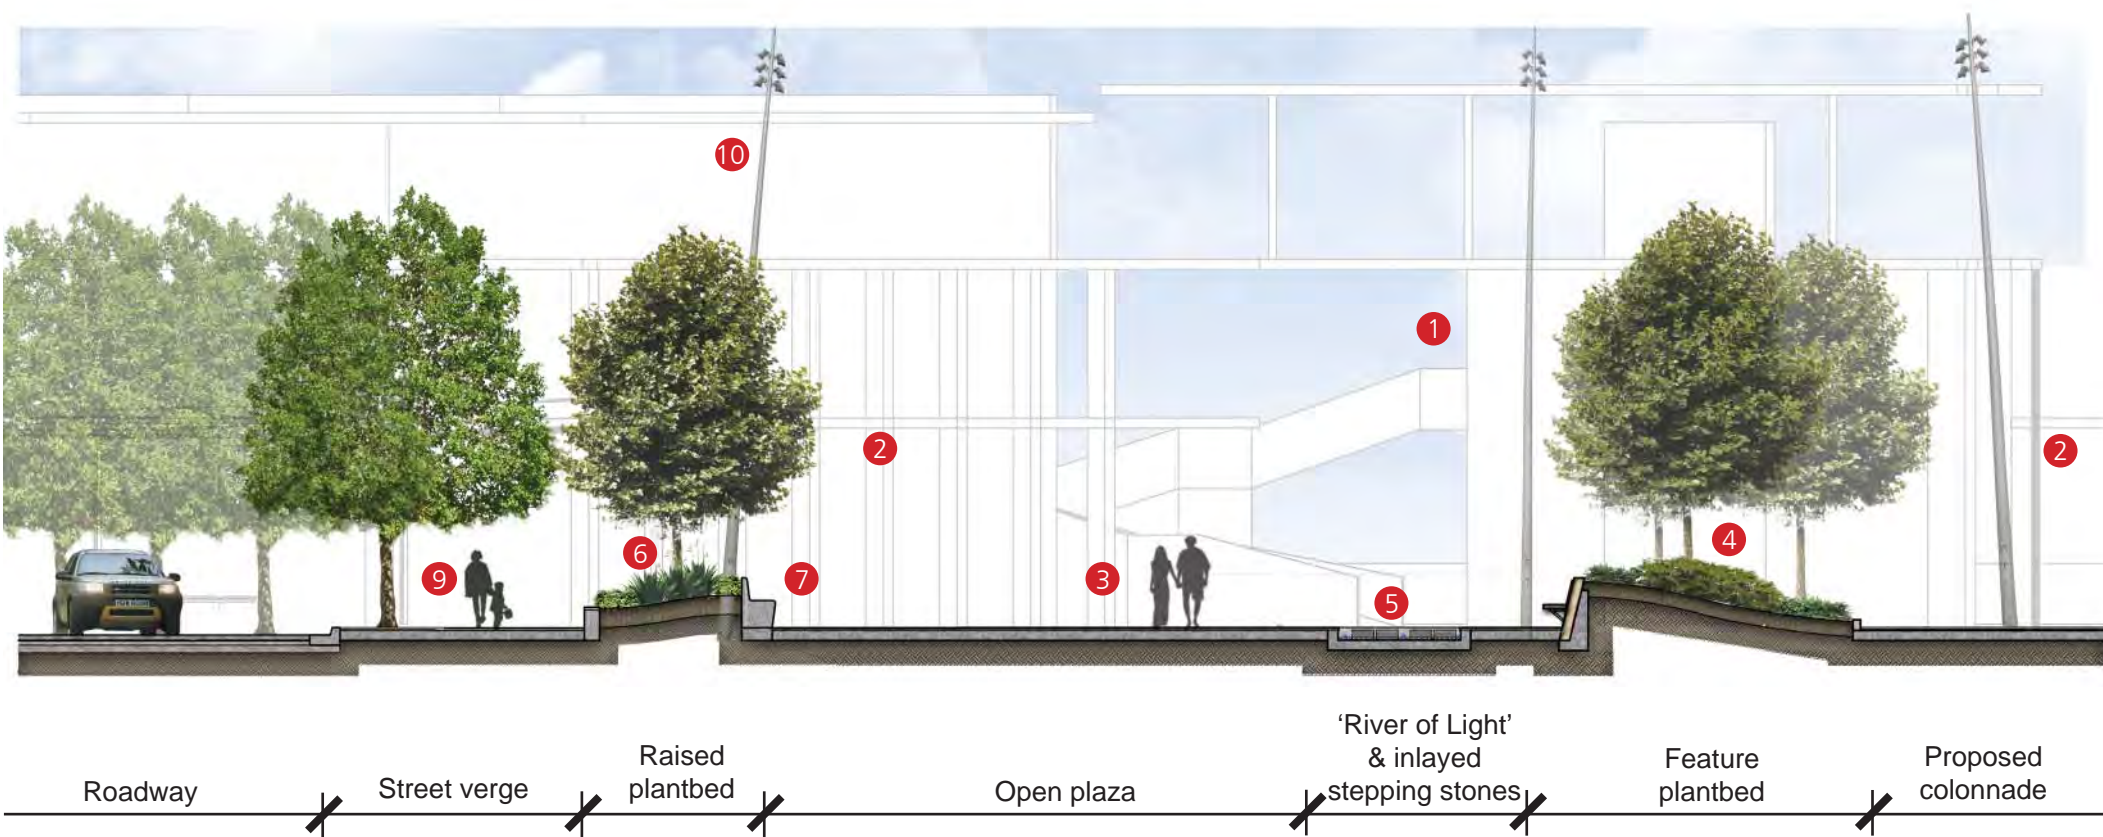 10
1
2
2
6
4
9
7
3
5
Roadway
Street verge
Raised
plantbed
Open plaza
‘River of Light’
& inlayed
stepping stones
Feature
plantbed
Proposed
colonnade